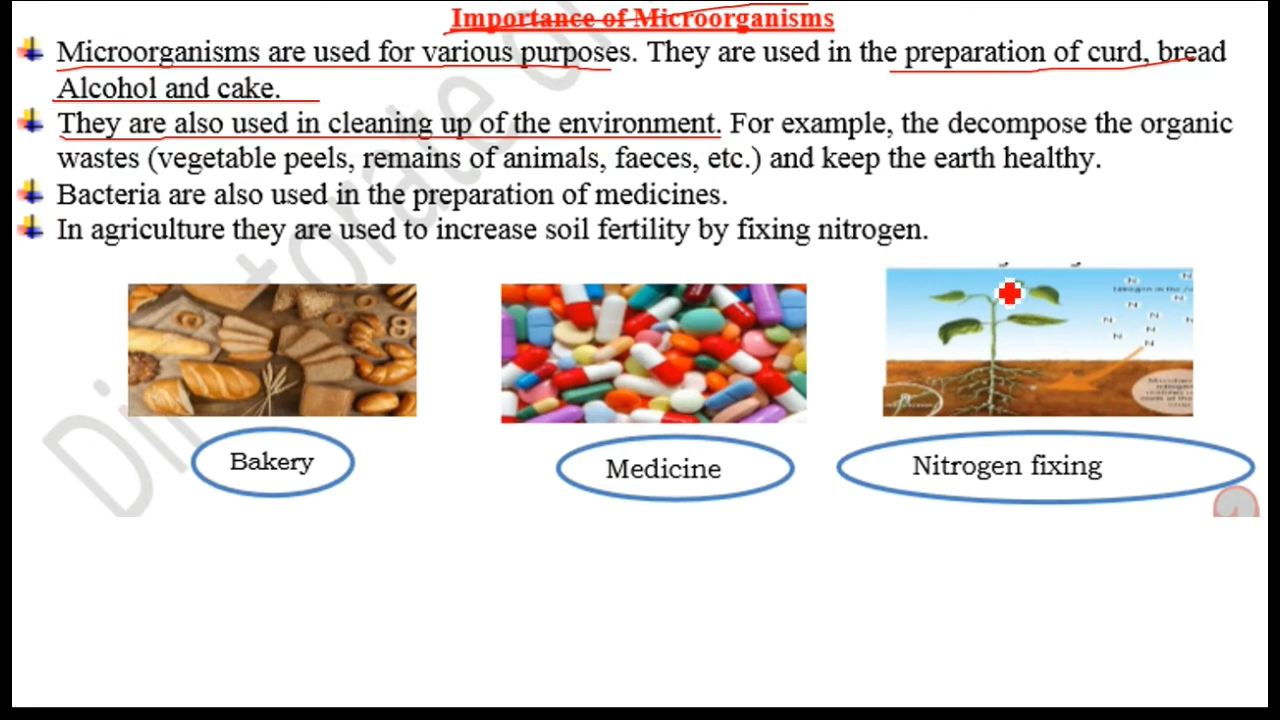 Importance of Microorganisms
Microorganisms are used for various purposes. They are used in the preparation of curd, bread
Alcohol and cake.
They are also used in cleaning up of the environment. For example, the decompose the organic
wastes (vegetable peels, remains of animals, faeces, etc.) and keep the earth healthy.
Bacteria are also used in the preparation of medicines.
In agriculture they are used to increase soil fertility by fixing nitrogen.
N N
N N
N N N
N
N N
Bakery
Medicine
Nitrogen fixing